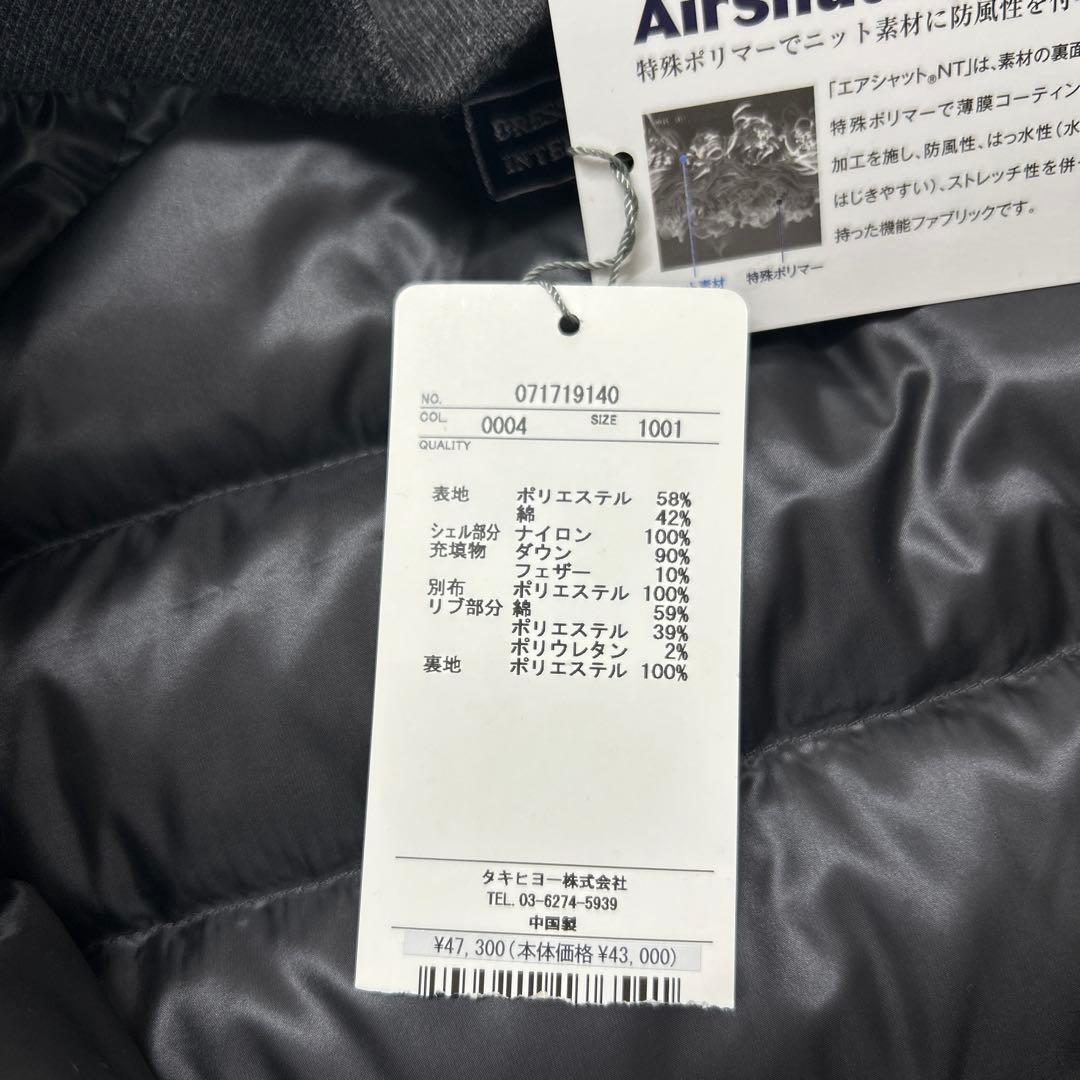 特殊ポリマーでニット素材に防風性を付
「エアシャット®NT」は、素材の裏面
特殊ポリマーで薄膜コーティン
加工を施し、防風性、はっ水性（水
はじきやすい）、ストレッチ性を併
持った機能ファブリックです。
素材
特殊ポリマー
NO. 071719140
COL. 0004 SIZE 1001
QUALITY
表地 ポリエステル 58%
綿 42%
シェル部分 ナイロン 100%
充填物 ダウン 90%
フェザー 10%
別布 ポリエステル 100%
リブ部分 綿 59%
ポリエステル 39%
ポリウレタン 2%
裏地 ポリエステル 100%
タキヒヨー株式会社
TEL. 03-6274-5939
中国製
¥47,300(本体価格¥43,000)